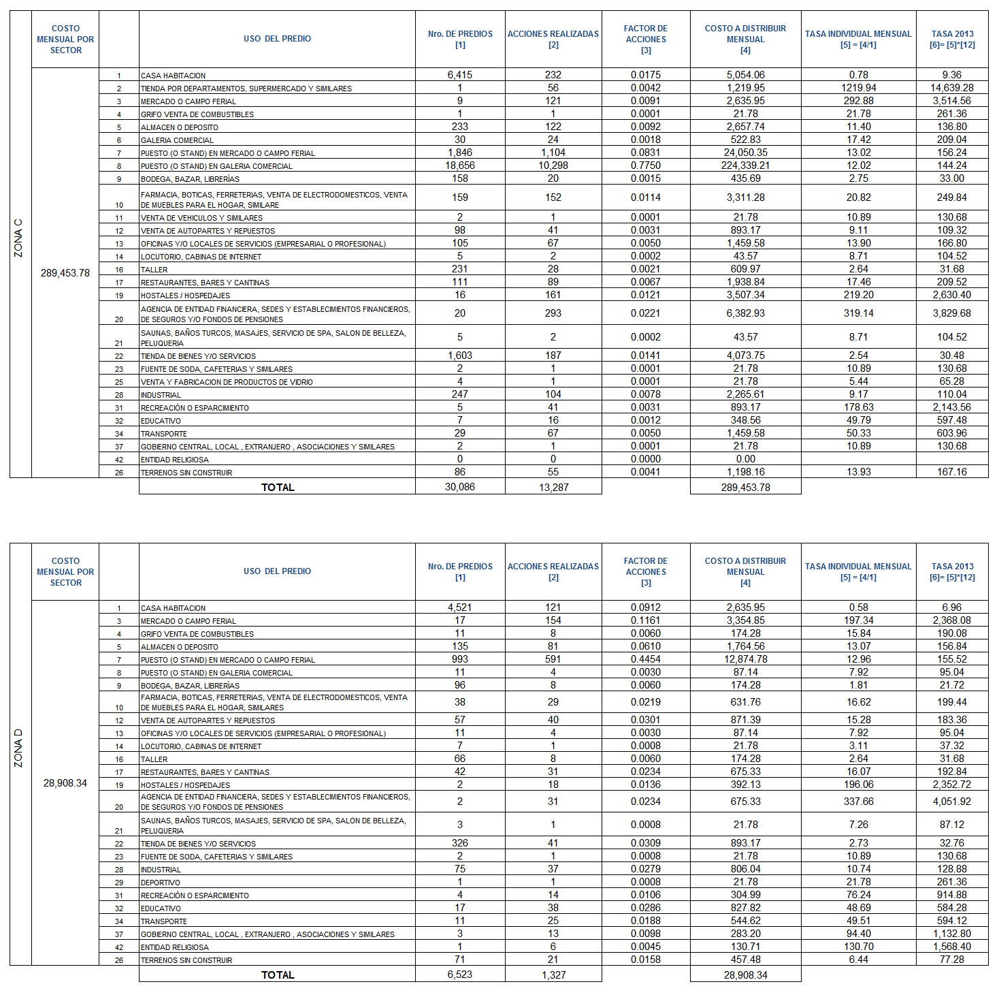 COSTO MENSUAL POR SECTOR USO DEL PREDIO Nro. DE PREDIOS [1] ACCIONES REALIZADAS [2] FACTOR DE ACCIONES [3] COSTO A DISTRIBUIR MENSUAL [4] TASA INDIVIDUAL MENSUAL [5] = [4/1] TASA 2013 [6]= [5]*[12]
ZONA C
289,453.78
1 CASA HABITACION 6,415 232 0.0175 5,054.06 0.78 9.36
2 TIENDA POR DEPARTAMENTOS, SUPERMERCADO Y SIMILARES 1 56 0.0042 1,219.95 1219.94 14,639.28
3 MERCADO O CAMPO FERIAL 9 121 0.0091 2,635.95 292.88 3,514.56
4 GRIFO VENTA DE COMBUSTIBLES 1 1 0.0001 21.78 21.78 261.36
5 ALMACEN O DEPOSITO 233 122 0.0092 2,657.74 11.40 136.80
6 GALERIA COMERCIAL 30 24 0.0018 522.83 17.42 209.04
7 PUESTO (O STAND) EN MERCADO O CAMPO FERIAL 1,846 1,104 0.0831 24,050.35 13.02 156.24
8 PUESTO (O STAND) EN GALERIA COMERCIAL 18,656 10,298 0.7750 224,339.21 12.02 144.24
9 BODEGA, BAZAR, LIBRERÍAS 158 20 0.0015 435.69 2.75 33.00
10 FARMACIA, BOTICAS, FERRETERIAS, VENTA DE ELECTRODOMESTICOS, VENTA
DE MUEBLES PARA EL HOGAR, SIMILARE 159 152 0.0114 3,311.28 20.82 249.84
11 VENTA DE VEHICULOS Y SIMILARES 2 1 0.0001 21.78 10.89 130.68
12 VENTA DE AUTOPARTES Y REPUESTOS 98 41 0.0031 893.17 9.11 109.32
13 OFICINAS Y/O LOCALES DE SERVICIOS (EMPRESARIAL O PROFESIONAL) 105 67 0.0050 1,459.58 13.90 166.80
14 LOCUTORIO, CABINAS DE INTERNET 5 2 0.0002 43.57 8.71 104.52
16 TALLER 231 28 0.0021 609.97 2.64 31.68
17 RESTAURANTES, BARES Y CANTINAS 111 89 0.0067 1,938.84 17.46 209.52
19 HOSTALES / HOSPEDAJES 16 161 0.0121 3,507.34 219.20 2,630.40
20 AGENCIA DE ENTIDAD FINANCIERA, SEDES Y ESTABLECIMIENTOS FINANCIEROS,
DE SEGUROS Y/O FONDOS DE PENSIONES 20 293 0.0221 6,382.93 319.14 3,829.68
21 SAUNAS, BAÑOS TURCOS, MASAJES, SERVICIO DE SPA, SALON DE BELLEZA,
PELUQUERIA 5 2 0.0002 43.57 8.71 104.52
22 TIENDA DE BIENES Y/O SERVICIOS 1,603 187 0.0141 4,073.75 2.54 30.48
23 FUENTE DE SODA, CAFETERIAS Y SIMILARES 2 1 0.0001 21.78 10.89 130.68
25 VENTA Y FABRICACION DE PRODUCTOS DE VIDRIO 4 1 0.0001 21.78 5.44 65.28
28 INDUSTRIAL 247 104 0.0078 2,265.61 9.17 110.04
31 RECREACIÓN O ESPARCIMIENTO 5 41 0.0031 893.17 178.63 2,143.56
32 EDUCATIVO 7 16 0.0012 348.56 49.79 597.48
34 TRANSPORTE 29 67 0.0050 1,459.58 50.33 603.96
37 GOBIERNO CENTRAL, LOCAL , EXTRANJERO , ASOCIACIONES Y SIMILARES 2 1 0.0001 21.78 10.89 130.68
42 ENTIDAD RELIGIOSA 0 0 0.0000 0.00
26 TERRENOS SIN CONSTRUIR 86 55 0.0041 1,198.16 13.93 167.16
TOTAL 30,086 13,287 289,453.78
COSTO MENSUAL POR SECTOR USO DEL PREDIO Nro. DE PREDIOS [1] ACCIONES REALIZADAS [2] FACTOR DE ACCIONES [3] COSTO A DISTRIBUIR MENSUAL [4] TASA INDIVIDUAL MENSUAL [5] = [4/1] TASA 2013 [6]= [5]*[12]
ZONA D
28,908.34
1 CASA HABITACION 4,521 121 0.0912 2,635.95 0.58 6.96
3 MERCADO O CAMPO FERIAL 17 154 0.1161 3,354.85 197.34 2,368.08
4 GRIFO VENTA DE COMBUSTIBLES 11 8 0.0060 174.28 15.84 190.08
5 ALMACEN O DEPOSITO 135 81 0.0610 1,764.56 13.07 156.84
7 PUESTO (O STAND) EN MERCADO O CAMPO FERIAL 993 591 0.4454 12,874.78 12.96 155.52
8 PUESTO (O STAND) EN GALERIA COMERCIAL 11 4 0.0030 87.14 7.92 95.04
9 BODEGA, BAZAR, LIBRERÍAS 96 8 0.0060 174.28 1.81 21.72
10 FARMACIA, BOTICAS, FERRETERIAS, VENTA DE ELECTRODOMESTICOS, VENTA
DE MUEBLES PARA EL HOGAR, SIMILARES 38 29 0.0219 631.76 16.62 199.44
12 VENTA DE AUTOPARTES Y REPUESTOS 57 40 0.0301 871.39 15.28 183.36
13 OFICINAS Y/O LOCALES DE SERVICIOS (EMPRESARIAL O PROFESIONAL) 11 4 0.0030 87.14 7.92 95.04
14 LOCUTORIO, CABINAS DE INTERNET 7 1 0.0008 21.78 3.11 37.32
16 TALLER 66 8 0.0060 174.28 2.64 31.68
17 RESTAURANTES, BARES Y CANTINAS 42 31 0.0234 675.33 16.07 192.84
19 HOSTALES / HOSPEDAJES 2 18 0.0136 392.13 196.06 2,352.72
20 AGENCIA DE ENTIDAD FINANCIERA, SEDES Y ESTABLECIMIENTOS FINANCIEROS,
DE SEGUROS Y/O FONDOS DE PENSIONES 2 31 0.0234 675.33 337.66 4,051.92
21 SAUNAS, BAÑOS TURCOS, MASAJES, SERVICIO DE SPA, SALON DE BELLEZA,
PELUQUERIA 3 1 0.0008 21.78 7.26 87.12
22 TIENDA DE BIENES Y/O SERVICIOS 326 41 0.0309 893.17 2.73 32.76
23 FUENTE DE SODA, CAFETERIAS Y SIMILARES 2 1 0.0008 21.78 10.89 130.68
28 INDUSTRIAL 75 37 0.0279 806.04 10.74 128.88
29 DEPORTIVO 1 1 0.0008 21.78 21.78 261.36
31 RECREACIÓN O ESPARCIMIENTO 4 14 0.0106 304.99 76.24 914.88
32 EDUCATIVO 17 38 0.0286 827.82 48.69 584.28
34 TRANSPORTE 11 25 0.0188 544.62 49.51 594.12
37 GOBIERNO CENTRAL, LOCAL , EXTRANJERO , ASOCIACIONES Y SIMILARES 3 13 0.0098 283.20 94.40 1,132.80
42 ENTIDAD RELIGIOSA 1 6 0.0045 130.71 130.70 1,568.40
26 TERRENOS SIN CONSTRUIR 71 21 0.0158 457.48 6.44 77.28
TOTAL 6,523 1,327 28,908.34